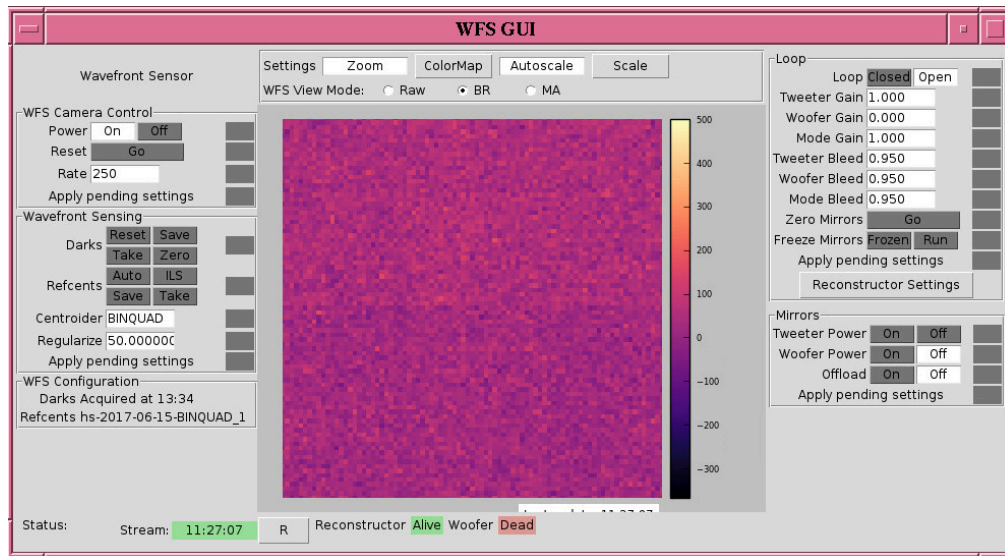 WFS GUI
Wavefront Sensor
Settings Zoom ColorMap Autoscale Scale
WFS View Mode: Raw BR MA
WFS Camera Control
Power On Off
Reset Go
Rate 250
Apply pending settings
Wavefront Sensing
Darks Reset Save
Take Zero
Refcents Auto ILS
Save Take
Centroider BINQUAD
Regularize 50.00000
Apply pending settings
WFS Configuration
Darks Acquired at 13:34
Refcents hs-2017-06-15-BINQUAD_1
500
400
300
200
100
0
−100
−200
−300
Loop
Loop Closed Open
Tweeter Gain 1.000
Woofer Gain 0.000
Mode Gain 1.000
Tweeter Bleed 0.950
Woofer Bleed 0.950
Mode Bleed 0.950
Zero Mirrors Go
Freeze Mirrors Frozen Run
Apply pending settings
Reconstructor Settings
Mirrors
Tweeter Power On Off
Woofer Power On Off
Offload On Off
Apply pending settings
Status: Stream: 11:27:07 R Reconstructor Alive Woofer Dead